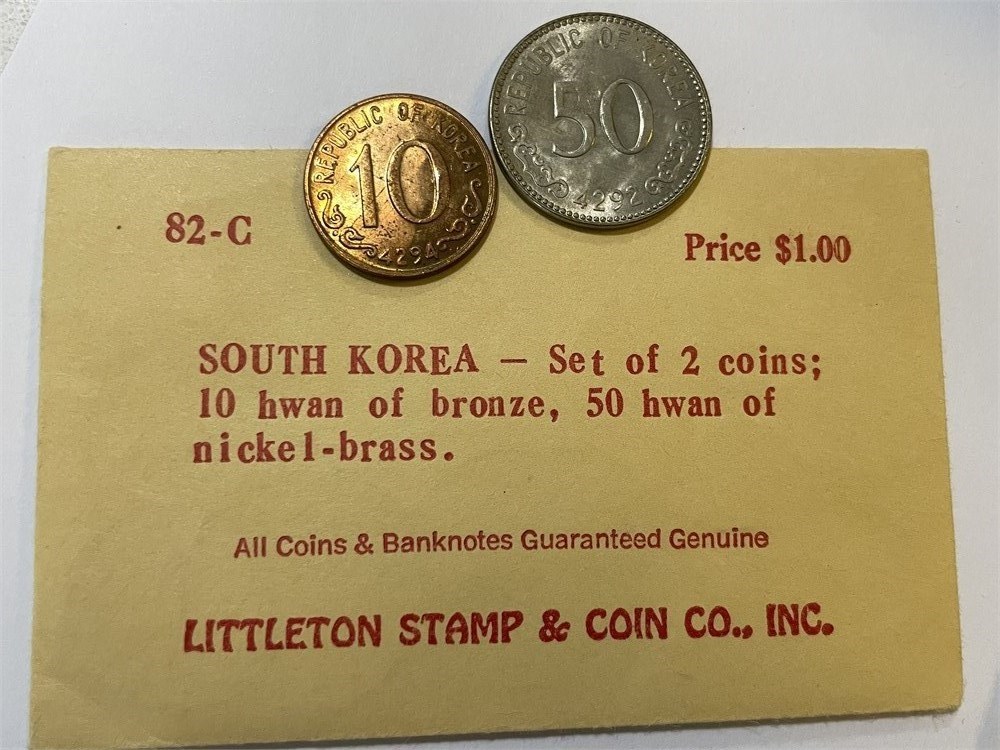 REPUBLIC OF KOREA
50
4292
REPUBLIC OF KOREA
10
4294
82-C
Price $1.00
SOUTH KOREA — Set of 2 coins;
10 hwan of bronze, 50 hwan of
nickel-brass.
All Coins & Banknotes Guaranteed Genuine
LITTLETON STAMP & COIN CO., INC.